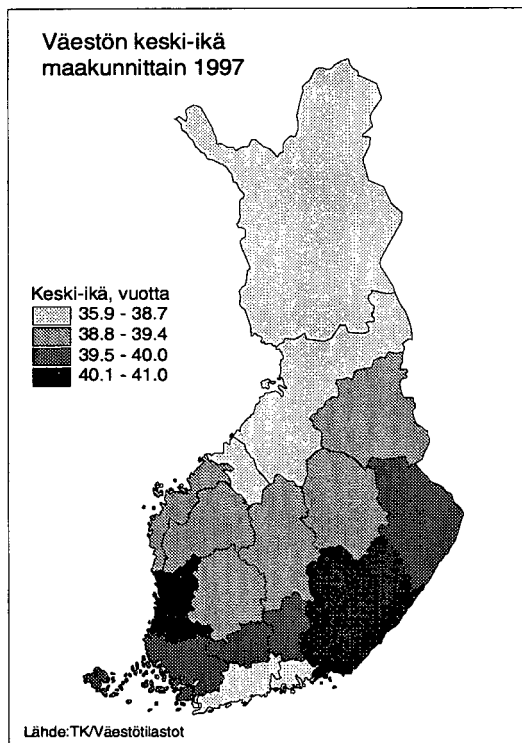 Väestön keski-ikä
maakunnittain 1997
Keski-ikä, vuotta
35.9 - 38.7
38.8 - 39.4
39.5 - 40.0
40.1 - 41.0
Lähde:TK/Väestötilastot